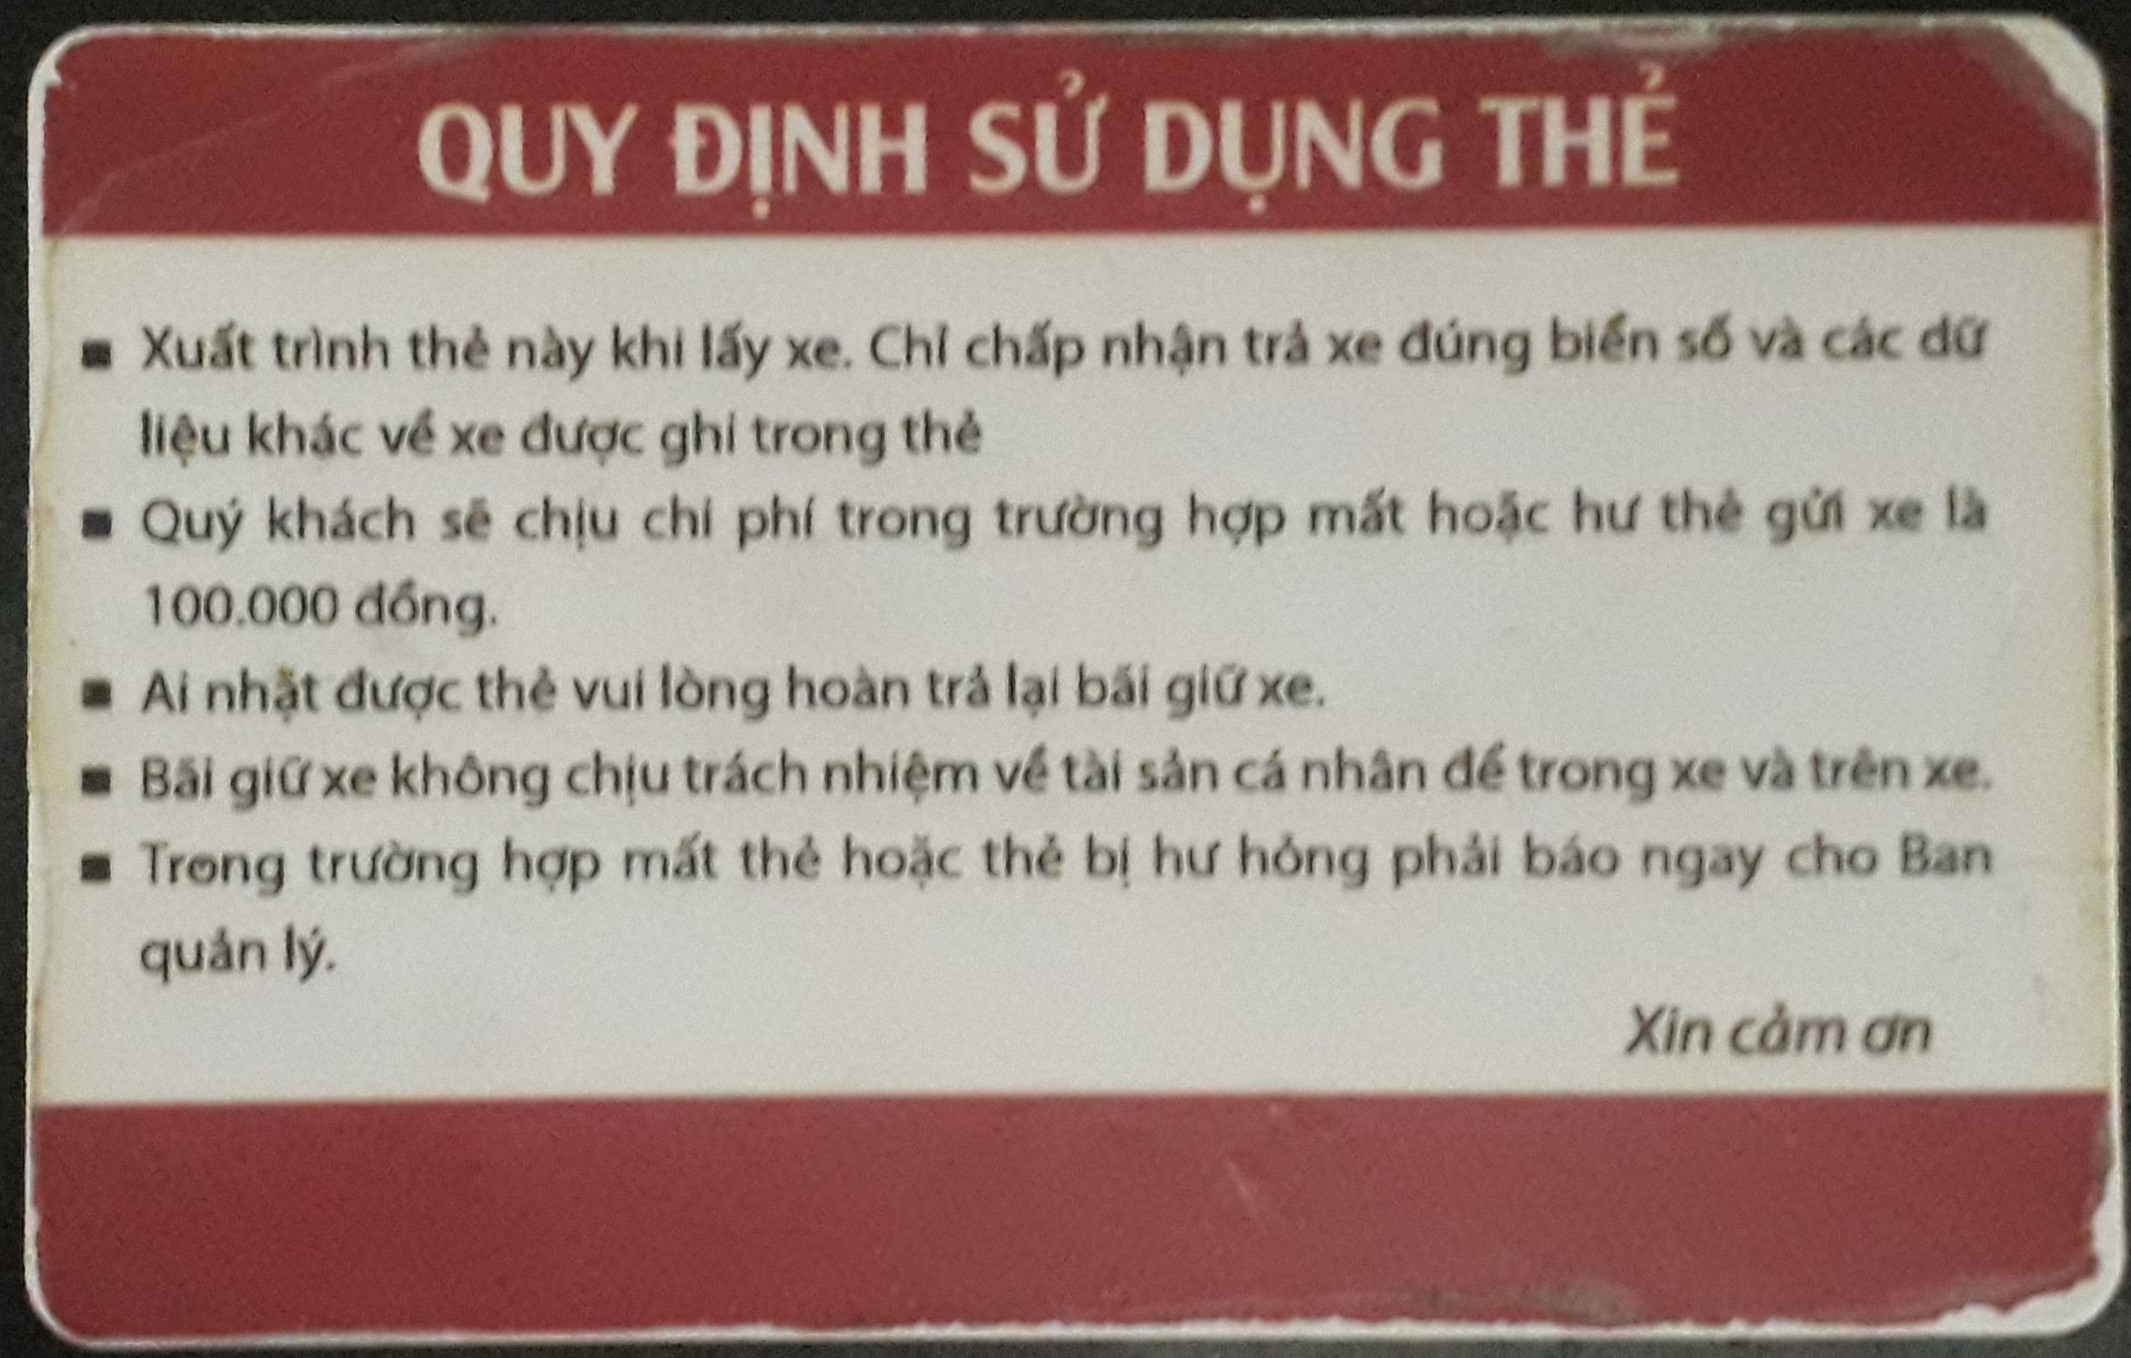 QUY ĐỊNH SỬ DỤNG THẺ
▪ Xuất trình thẻ này khi lấy xe. Chỉ chấp nhận trả xe đúng biển số và các dữ
liệu khác về xe được ghi trong thẻ
▪ Quý khách sẽ chịu chi phí trong trường hợp mất hoặc hư thẻ gửi xe là
100.000 đồng.
▪ Ai nhặt được thẻ vui lòng hoàn trả lại bãi giữ xe.
▪ Bãi giữ xe không chịu trách nhiệm về tài sản cá nhân để trong xe và trên xe.
▪ Trong trường hợp mất thẻ hoặc thẻ bị hư hỏng phải báo ngay cho Ban
quản lý.
Xin cảm ơn